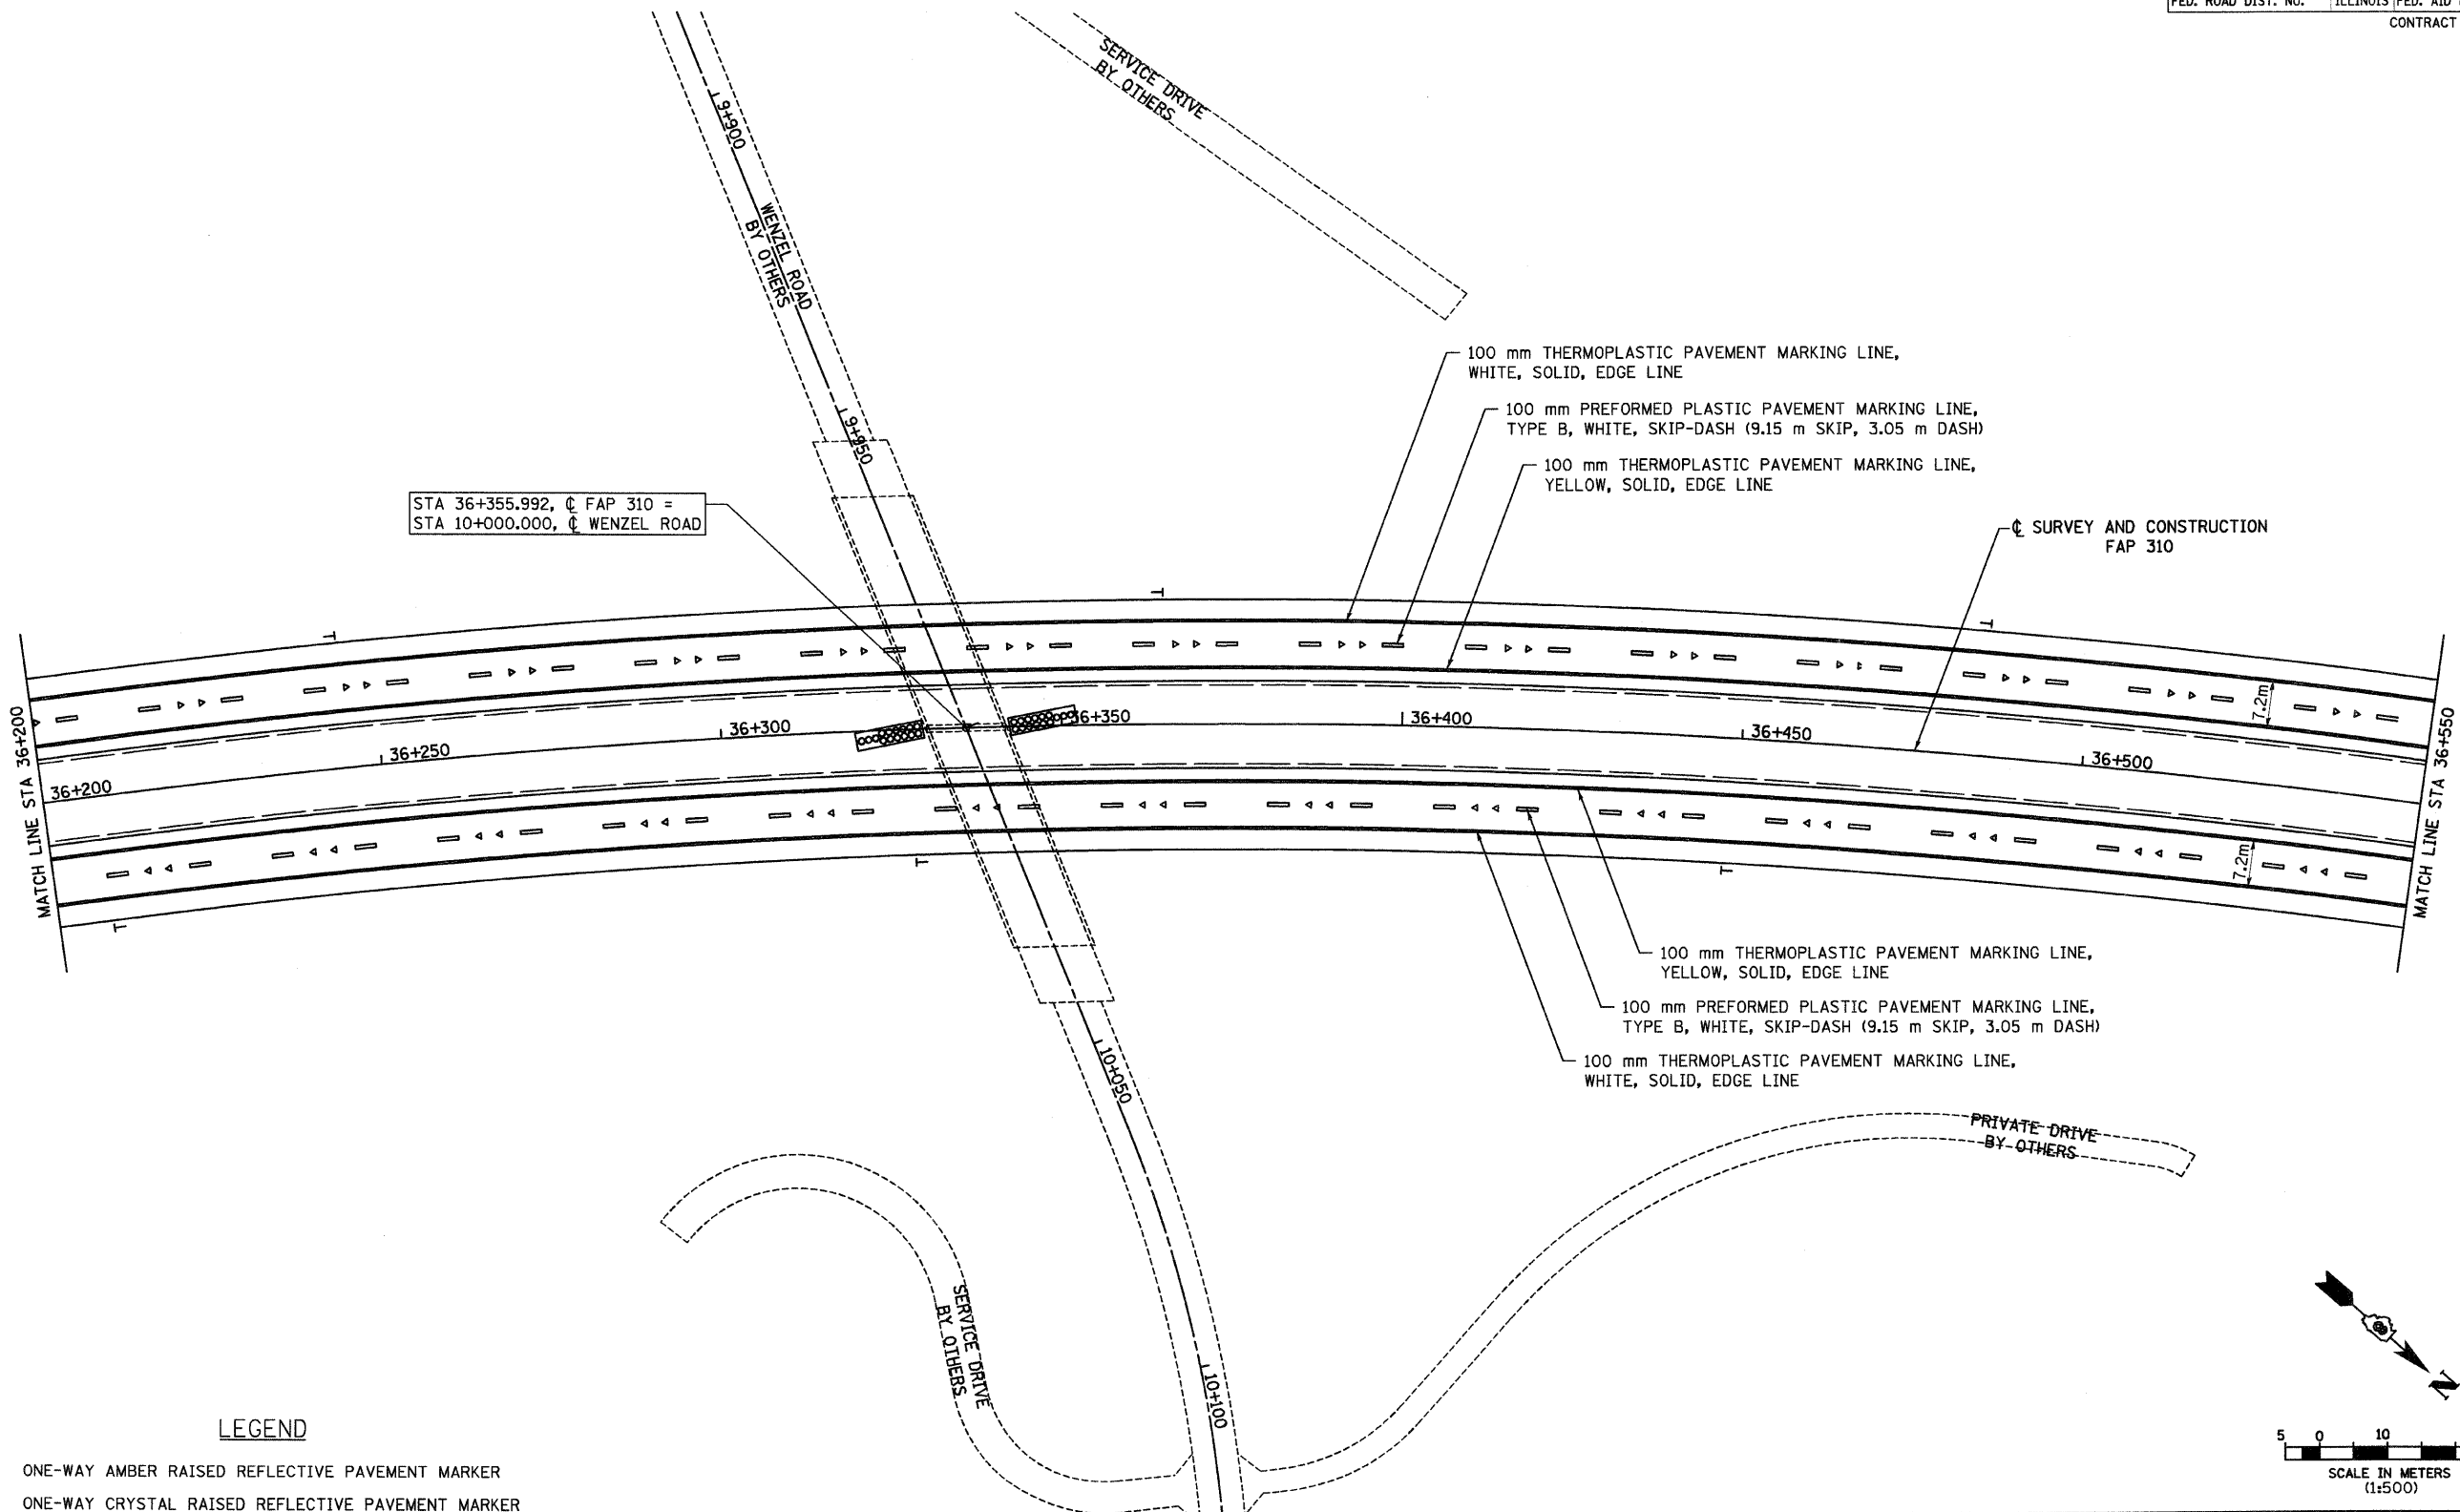 FED. ROAD DIST. NO.
ILLINOIS
FED. AID
CONTRACT
SERVICE DRIVE
BY OTHERS
9+900
WENZEL ROAD
BY OTHERS
9+950
100 mm THERMOPLASTIC PAVEMENT MARKING LINE,
WHITE, SOLID, EDGE LINE
100 mm PREFORMED PLASTIC PAVEMENT MARKING LINE,
TYPE B, WHITE, SKIP-DASH (9.15 m SKIP, 3.05 m DASH)
100 mm THERMOPLASTIC PAVEMENT MARKING LINE,
YELLOW, SOLID, EDGE LINE
STA 36+355.992, ℄ FAP 310 =
STA 10+000.000, ℄ WENZEL ROAD
℄ SURVEY AND CONSTRUCTION
FAP 310
MATCH LINE STA 36+200
36+200
36+250
36+300
36+350
36+400
36+450
36+500
7.2m
7.2m
MATCH LINE STA 36+550
100 mm THERMOPLASTIC PAVEMENT MARKING LINE,
YELLOW, SOLID, EDGE LINE
100 mm PREFORMED PLASTIC PAVEMENT MARKING LINE,
TYPE B, WHITE, SKIP-DASH (9.15 m SKIP, 3.05 m DASH)
100 mm THERMOPLASTIC PAVEMENT MARKING LINE,
WHITE, SOLID, EDGE LINE
10+050
PRIVATE DRIVE
BY OTHERS
SERVICE DRIVE
BY OTHERS
10+100
N
5 0 10
SCALE IN METERS
(1:500)
LEGEND
ONE-WAY AMBER RAISED REFLECTIVE PAVEMENT MARKER
ONE-WAY CRYSTAL RAISED REFLECTIVE PAVEMENT MARKER